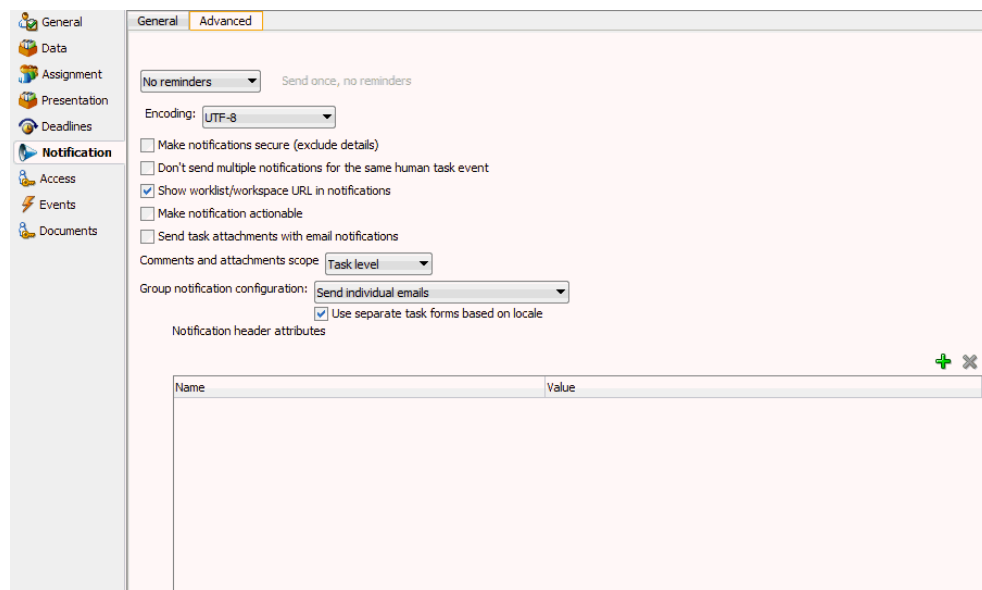 General
Data
Assignment
Presentation
Deadlines
Notification
Access
Events
Documents
General Advanced
No reminders Send once, no reminders
Encoding: UTF-8
Make notifications secure (exclude details)
Don't send multiple notifications for the same human task event
Show worklist/workspace URL in notifications
Make notification actionable
Send task attachments with email notifications
Comments and attachments scope Task level
Group notification configuration: Send individual emails
Use separate task forms based on locale
Notification header attributes
Name Value